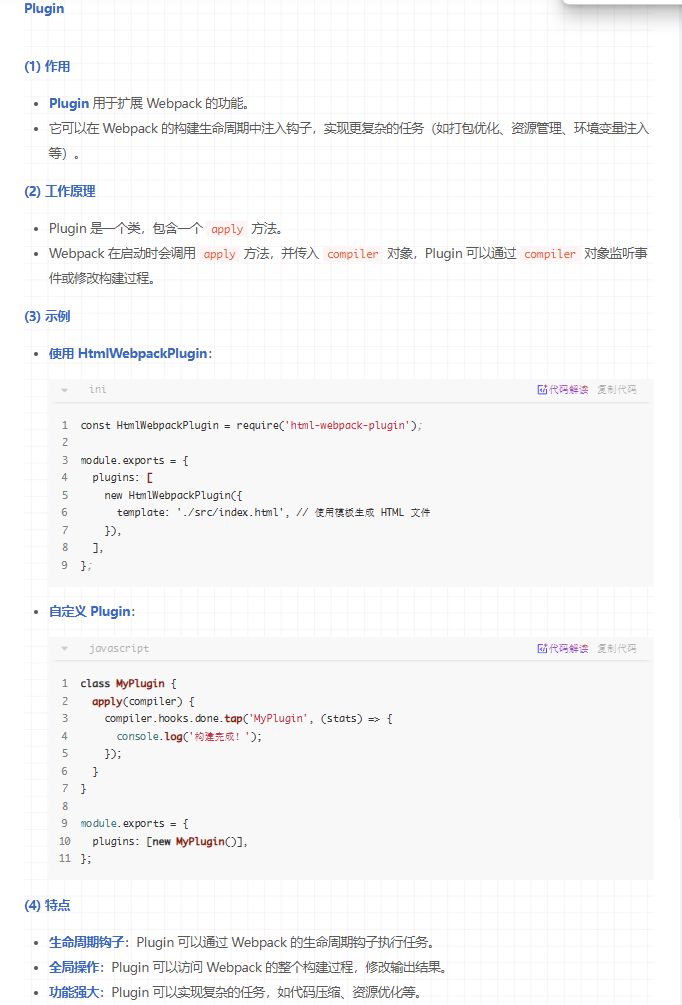 Plugin
(1) 作用
• Plugin 用于扩展 Webpack 的功能。
• 它可以在 Webpack 的构建生命周期中注入钩子，实现更复杂的任务（如打包优化、资源管理、环境变量注入
等）。
(2) 工作原理
• Plugin 是一个类，包含一个 apply 方法。
• Webpack 在启动时会调用 apply 方法，并传入 compiler 对象，Plugin 可以通过 compiler 对象监听事
件或修改构建过程。
(3) 示例
• 使用 HtmlWebpackPlugin：
ini 代码解读 复制代码
1 const HtmlWebpackPlugin = require('html-webpack-plugin');
2
3 module.exports = {
4   plugins: [
5     new HtmlWebpackPlugin({
6       template: './src/index.html', // 使用模板生成 HTML 文件
7     }),
8   ],
9 };
• 自定义 Plugin：
javascript 代码解读 复制代码
1 class MyPlugin {
2   apply(compiler) {
3     compiler.hooks.done.tap('MyPlugin', (stats) => {
4       console.log('构建完成！');
5     });
6   }
7 }
8
9 module.exports = {
10   plugins: [new MyPlugin()],
11 };
(4) 特点
• 生命周期钩子：Plugin 可以通过 Webpack 的生命周期钩子执行任务。
• 全局操作：Plugin 可以访问 Webpack 的整个构建过程，修改输出结果。
• 功能强大：Plugin 可以实现复杂的任务，如代码压缩、资源优化等。